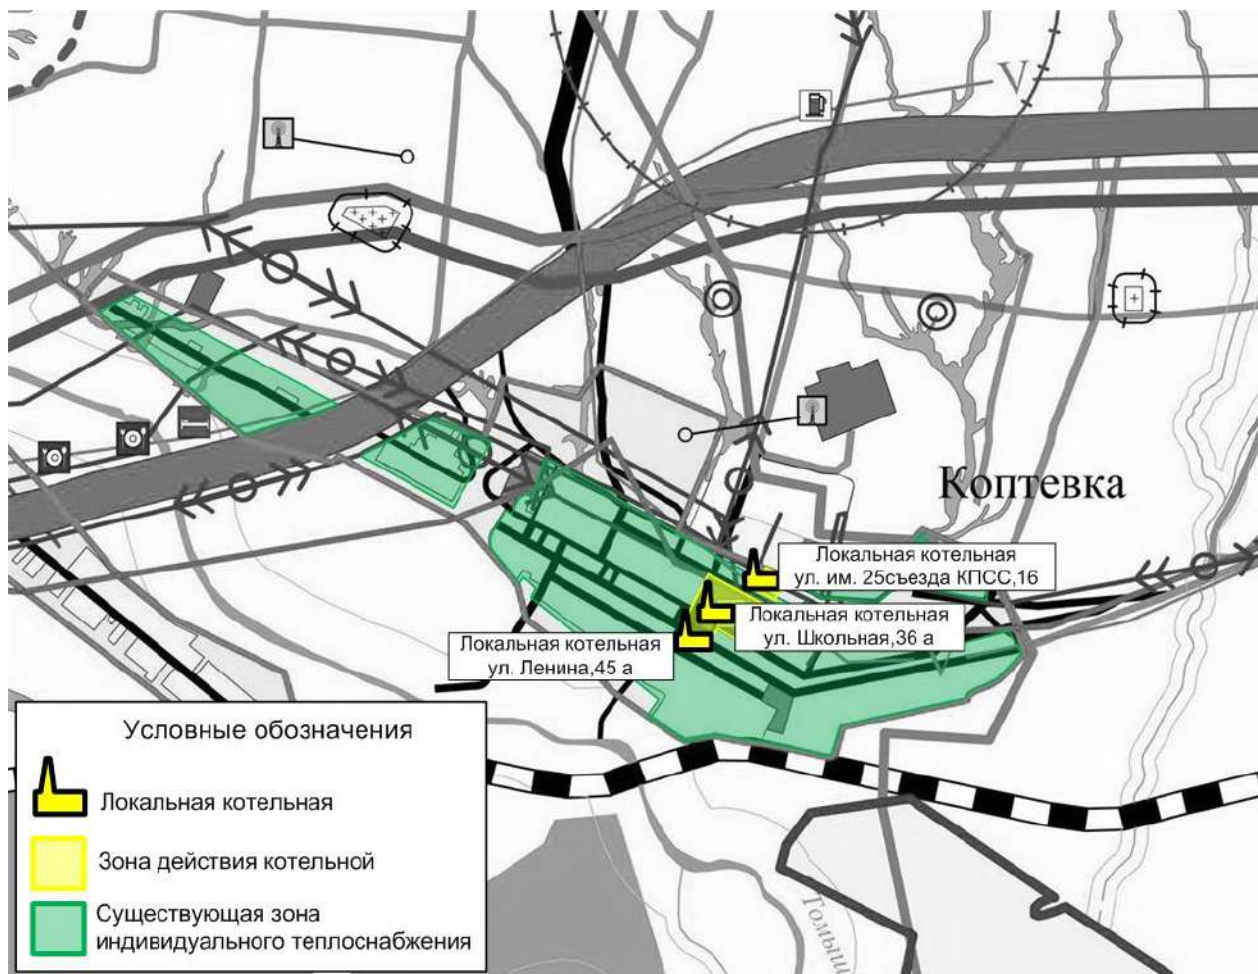 V
Коптевка
Локальная котельная
ул. им. 25съезда КПСС,16
Локальная котельная
ул. Школьная,36 а
Локальная котельная
ул. Ленина,45 а
V
Условные обозначения
Локальная котельная
Зона действия котельной
Существующая зона
индивидуального теплоснабжения
Томыш